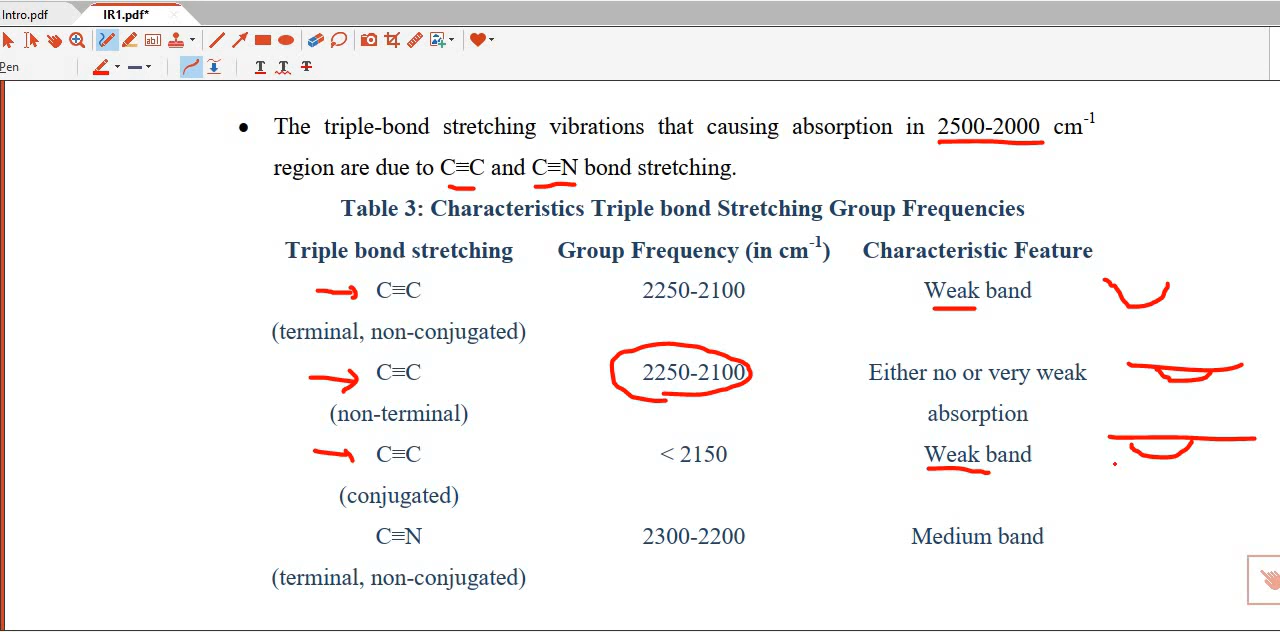 Intro.pdf
IR1.pdf*
Pen
• The triple-bond stretching vibrations that causing absorption in 2500-2000 cm⁻¹
region are due to C≡C and C≡N bond stretching.
Table 3: Characteristics Triple bond Stretching Group Frequencies
Triple bond stretching Group Frequency (in cm⁻¹) Characteristic Feature
C≡C 2250-2100 Weak band
(terminal, non-conjugated)
C≡C 2250-2100 Either no or very weak
(non-terminal) absorption
C≡C < 2150 Weak band
(conjugated)
C≡N 2300-2200 Medium band
(terminal, non-conjugated)